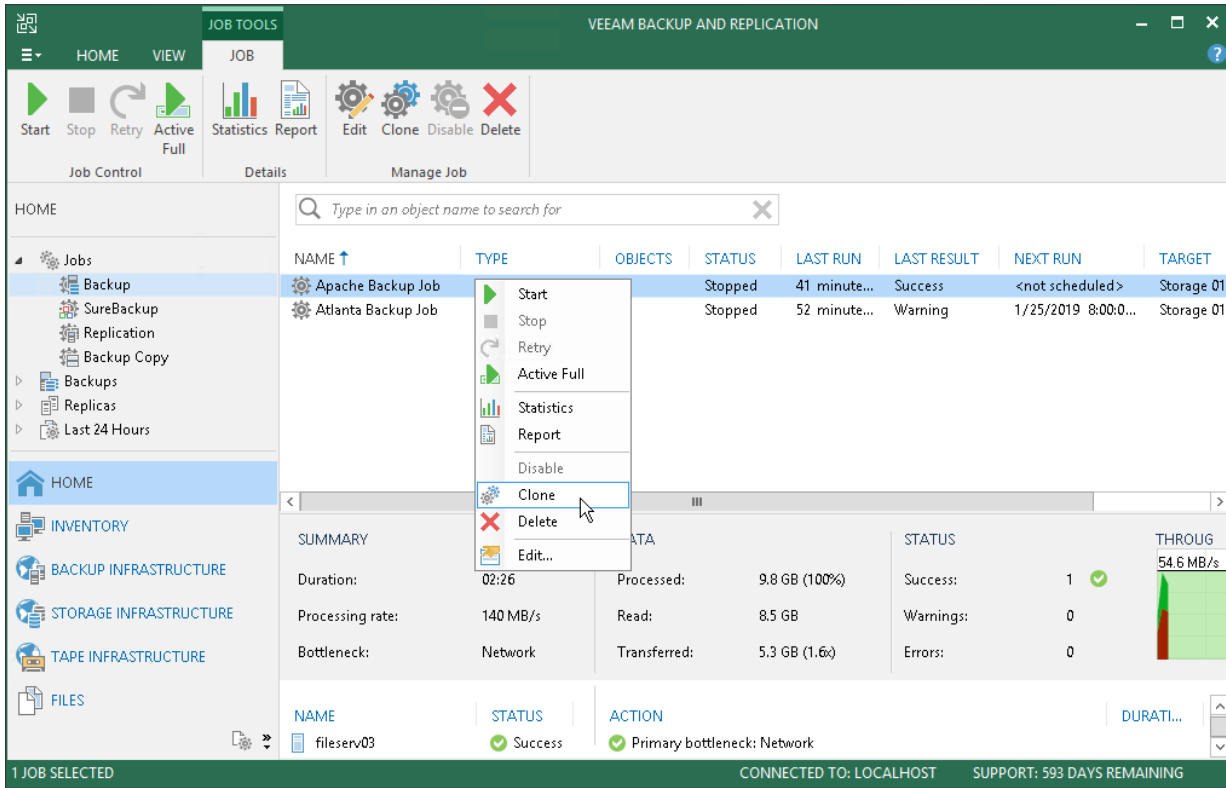 JOB TOOLS
VEEAM BACKUP AND REPLICATION
HOME VIEW JOB
Start Stop Retry Active Full Statistics Report Edit Clone Disable Delete
Job Control Details Manage Job
HOME
Type in an object name to search for
Jobs
Backup
SureBackup
Replication
Backup Copy
Backups
Replicas
Last 24 Hours
HOME
INVENTORY
BACKUP INFRASTRUCTURE
STORAGE INFRASTRUCTURE
TAPE INFRASTRUCTURE
FILES
NAME TYPE OBJECTS STATUS LAST RUN LAST RESULT NEXT RUN TARGET
Apache Backup Job Stopped 41 minute... Success <not scheduled> Storage 01
Atlanta Backup Job Stopped 52 minute... Warning 1/25/2019 8:00:0... Storage 01
Start
Stop
Retry
Active Full
Statistics
Report
Disable
Clone
Delete
Edit...
SUMMARY
Duration: 02:26
Processing rate: 140 MB/s
Bottleneck: Network
ATA
Processed: 9.8 GB (100%)
Read: 8.5 GB
Transferred: 5.3 GB (1.6x)
STATUS
Success: 1
Warnings: 0
Errors: 0
THROUG
54.6 MB/s
NAME STATUS ACTION DURATI...
fileserv03 Success Primary bottleneck: Network
1 JOB SELECTED CONNECTED TO: LOCALHOST SUPPORT: 593 DAYS REMAINING